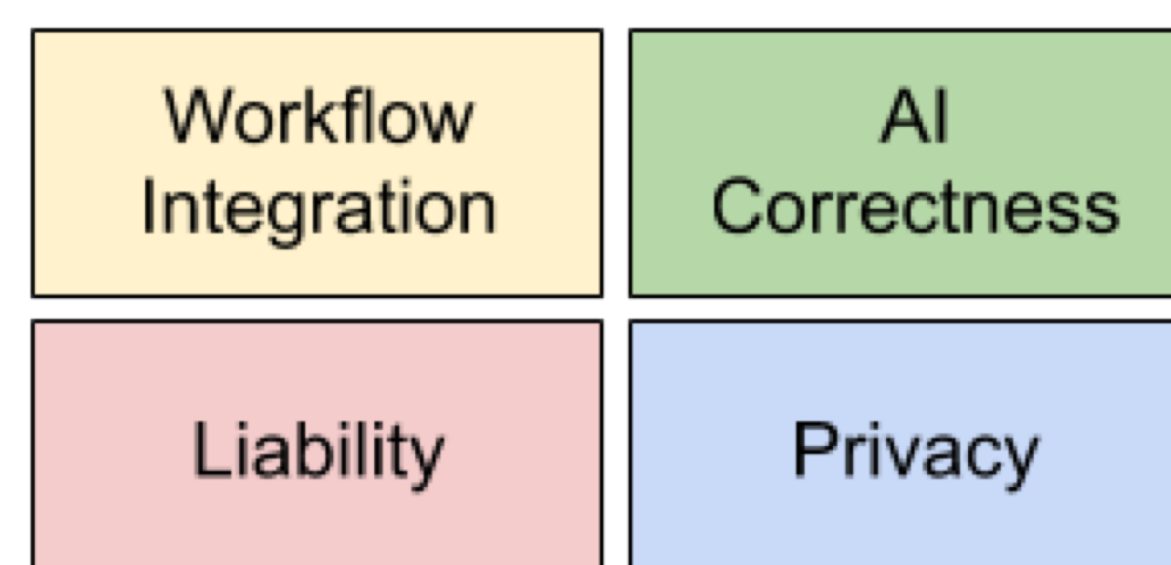 Workflow
Integration
AI
Correctness
Liability
Privacy